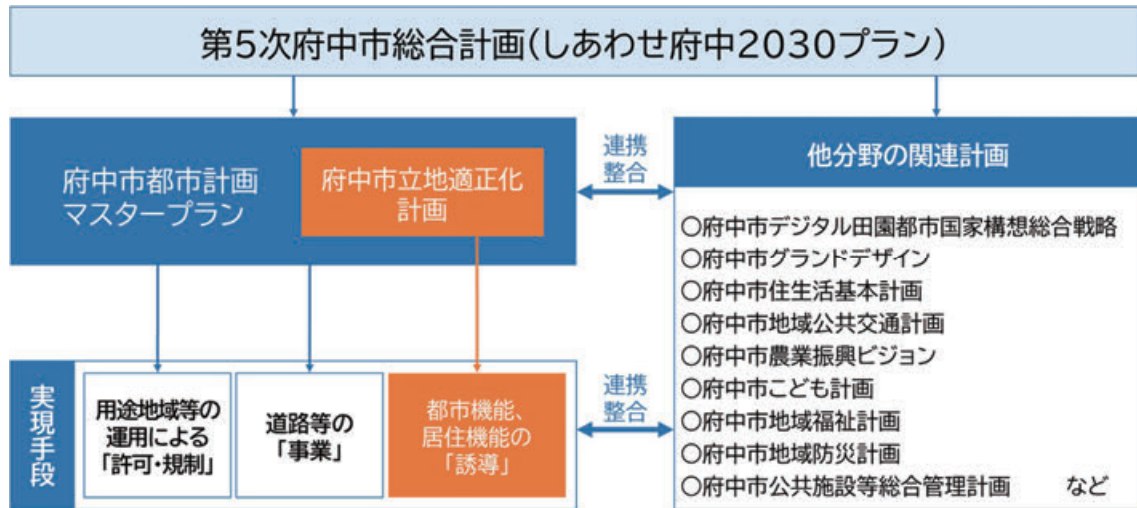 第5次府中市総合計画(しあわせ府中2030プラン)
府中市都市計画
マスタープラン
府中市立地適正化
計画
連携
整合
他分野の関連計画
○府中市デジタル田園都市国家構想総合戦略
○府中市グランドデザイン
○府中市住生活基本計画
○府中市地域公共交通計画
○府中市農業振興ビジョン
○府中市こども計画
○府中市地域福祉計画
○府中市地域防災計画
○府中市公共施設等総合管理計画　など
実現手段
用途地域等の
運用による
「許可・規制」
道路等の
「事業」
都市機能、
居住機能の
「誘導」
連携
整合